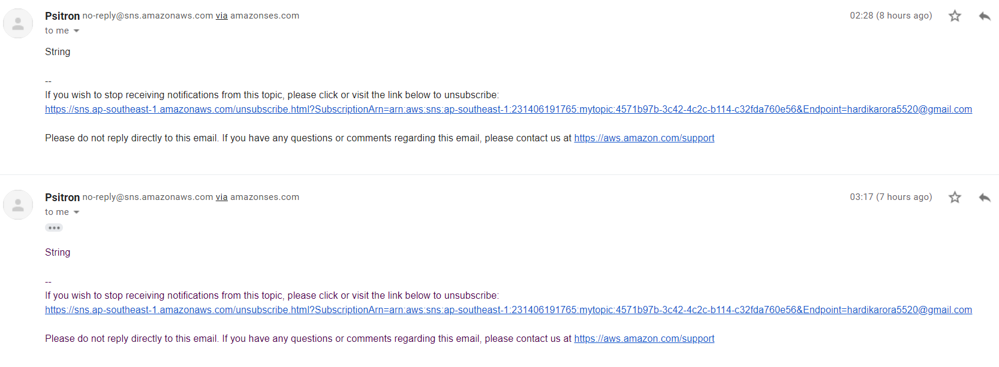 Psitron no-reply@sns.amazonaws.com via amazonses.com 02:28 (8 hours ago)
to me
String
--
If you wish to stop receiving notifications from this topic, please click or visit the link below to unsubscribe:
https://sns.ap-southeast-1.amazonaws.com/unsubscribe.html?SubscriptionArn=arn:aws:sns:ap-southeast-1:231406191765:mytopic:4571b97b-3c42-4c2c-b114-c32fda760e56&Endpoint=hardikarora5520@gmail.com
Please do not reply directly to this email. If you have any questions or comments regarding this email, please contact us at https://aws.amazon.com/support
Psitron no-reply@sns.amazonaws.com via amazonses.com 03:17 (7 hours ago)
to me
String
--
If you wish to stop receiving notifications from this topic, please click or visit the link below to unsubscribe:
https://sns.ap-southeast-1.amazonaws.com/unsubscribe.html?SubscriptionArn=arn:aws:sns:ap-southeast-1:231406191765:mytopic:4571b97b-3c42-4c2c-b114-c32fda760e56&Endpoint=hardikarora5520@gmail.com
Please do not reply directly to this email. If you have any questions or comments regarding this email, please contact us at https://aws.amazon.com/support